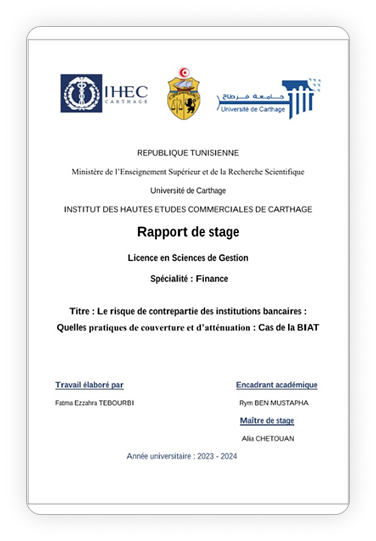 IHEC
CARTHAGE
جامعة قرطاج
Université de Carthage
REPUBLIQUE TUNISIENNE
Ministère de l'Enseignement Supérieur et de la Recherche Scientifique
Université de Carthage
INSTITUT DES HAUTES ETUDES COMMERCIALES DE CARTHAGE
Rapport de stage
Licence en Sciences de Gestion
Spécialité : Finance
Titre : Le risque de contrepartie des institutions bancaires :
Quelles pratiques de couverture et d'atténuation : Cas de la BIAT
Travail élaboré par
Encadrant académique
Fatma Ezzahra TEBOURBI
Rym BEN MUSTAPHA
Maître de stage
CHETOUAN
Année universitaire : 2023 - 2024